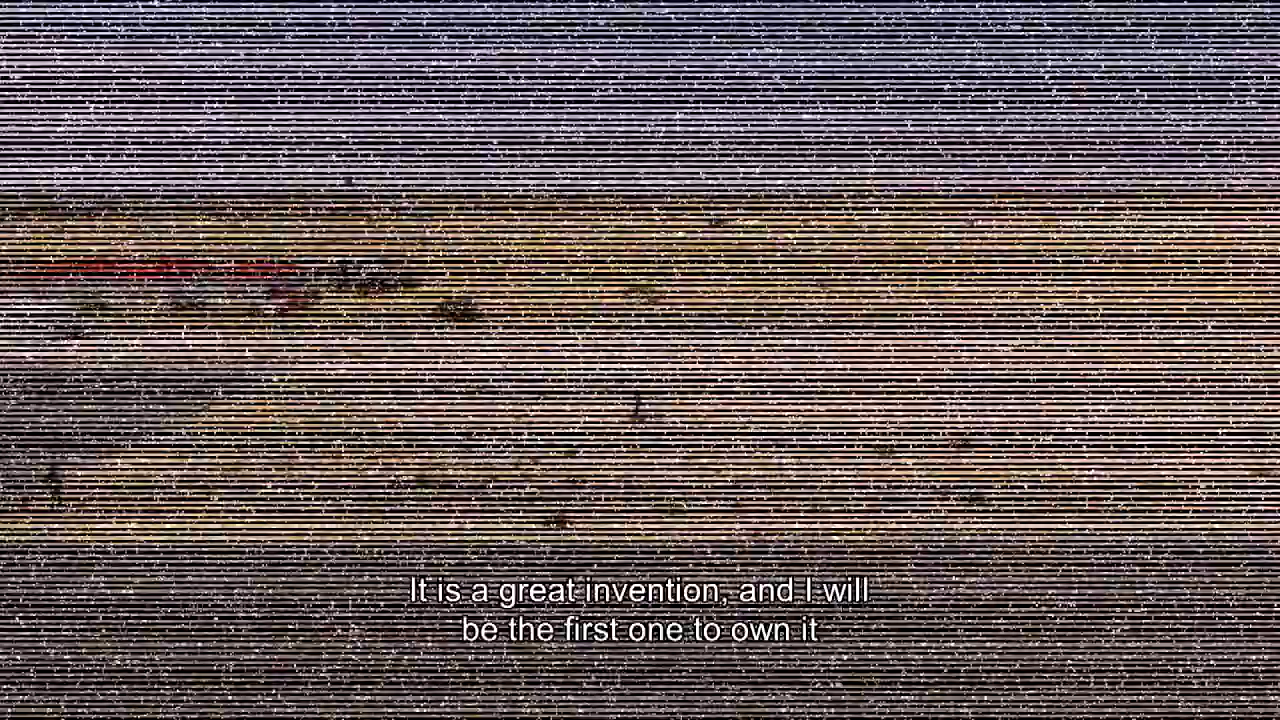 It is a great invention, and I will
be the first one to own it